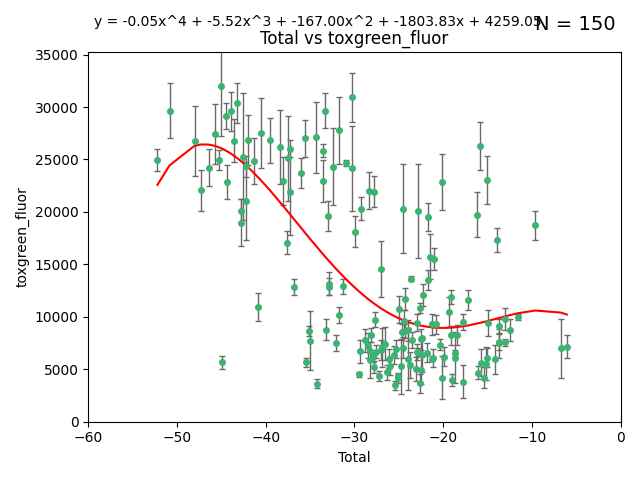 y = -0.05x^4 + -5.52x^3 + -167.00x^2 + -1803.83x + 4259.05
N = 150
Total vs toxgreen_fluor
35000
30000
25000
20000
15000
10000
5000
0
toxgreen_fluor
−60 −50 −40 −30 −20 −10 0
Total